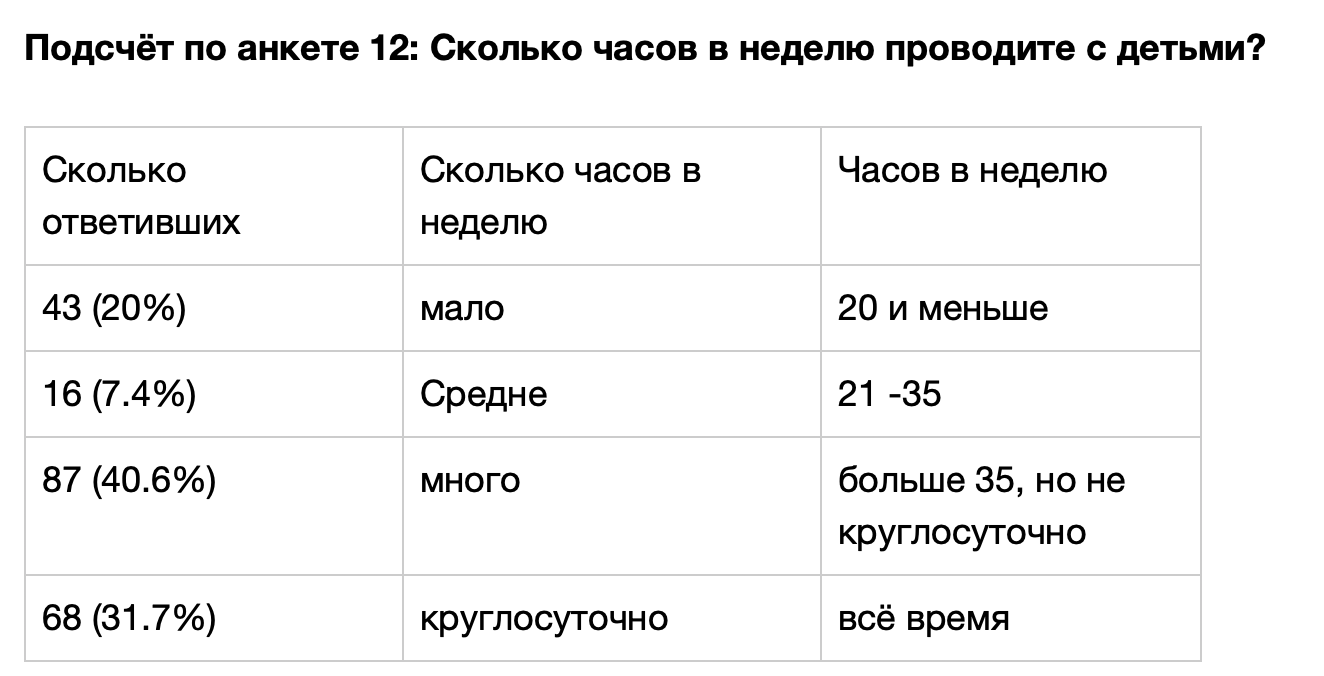 Подсчёт по анкете 12: Сколько часов в неделю проводите с детьми?
Сколько ответивших
Сколько часов в неделю
Часов в неделю
43 (20%)
мало
20 и меньше
16 (7.4%)
Средне
21 -35
87 (40.6%)
много
больше 35, но не круглосуточно
68 (31.7%)
круглосуточно
всё время